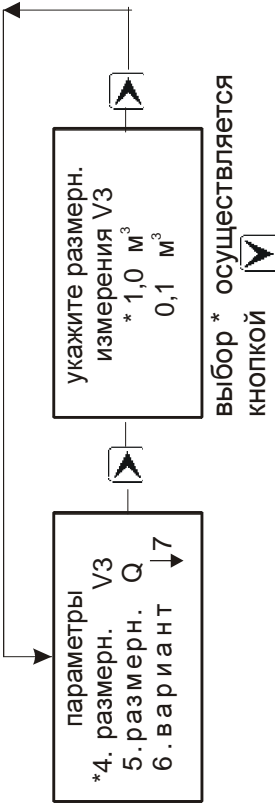 параметры
*4. размерн. V3
5. размерн. Q
6. вариант 7
укажите размерн.
измерения V3
* 1,0 м³
0,1 м³
выбор * осуществляется
кнопкой